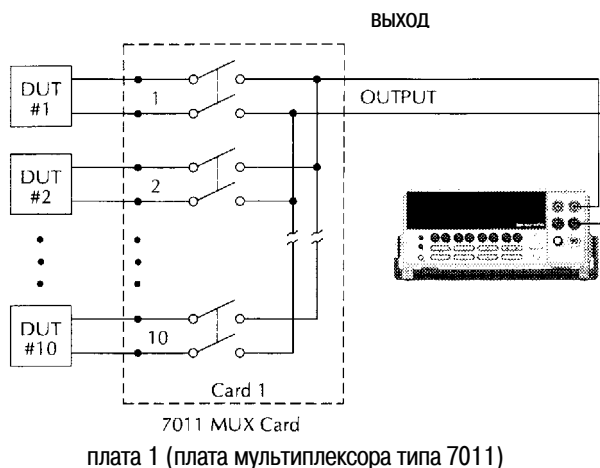 выход
DUT
#1
1
OUTPUT
DUT
#2
2
DUT
#10
10
Card 1
7011 MUX Card
плата 1 (плата мультиплексора типа 7011)